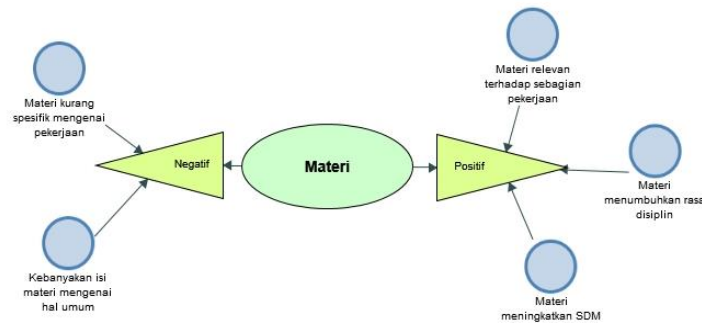 Materi kurang
spesifik mengenai
pekerjaan
Negatif
Kebanyakan isi
materi mengenai
hal umum
Materi
Materi relevan
terhadap sebagian
pekerjaan
Positif
Materi
menumbuhkan rasa
disiplin
Materi
meningkatkan SDM